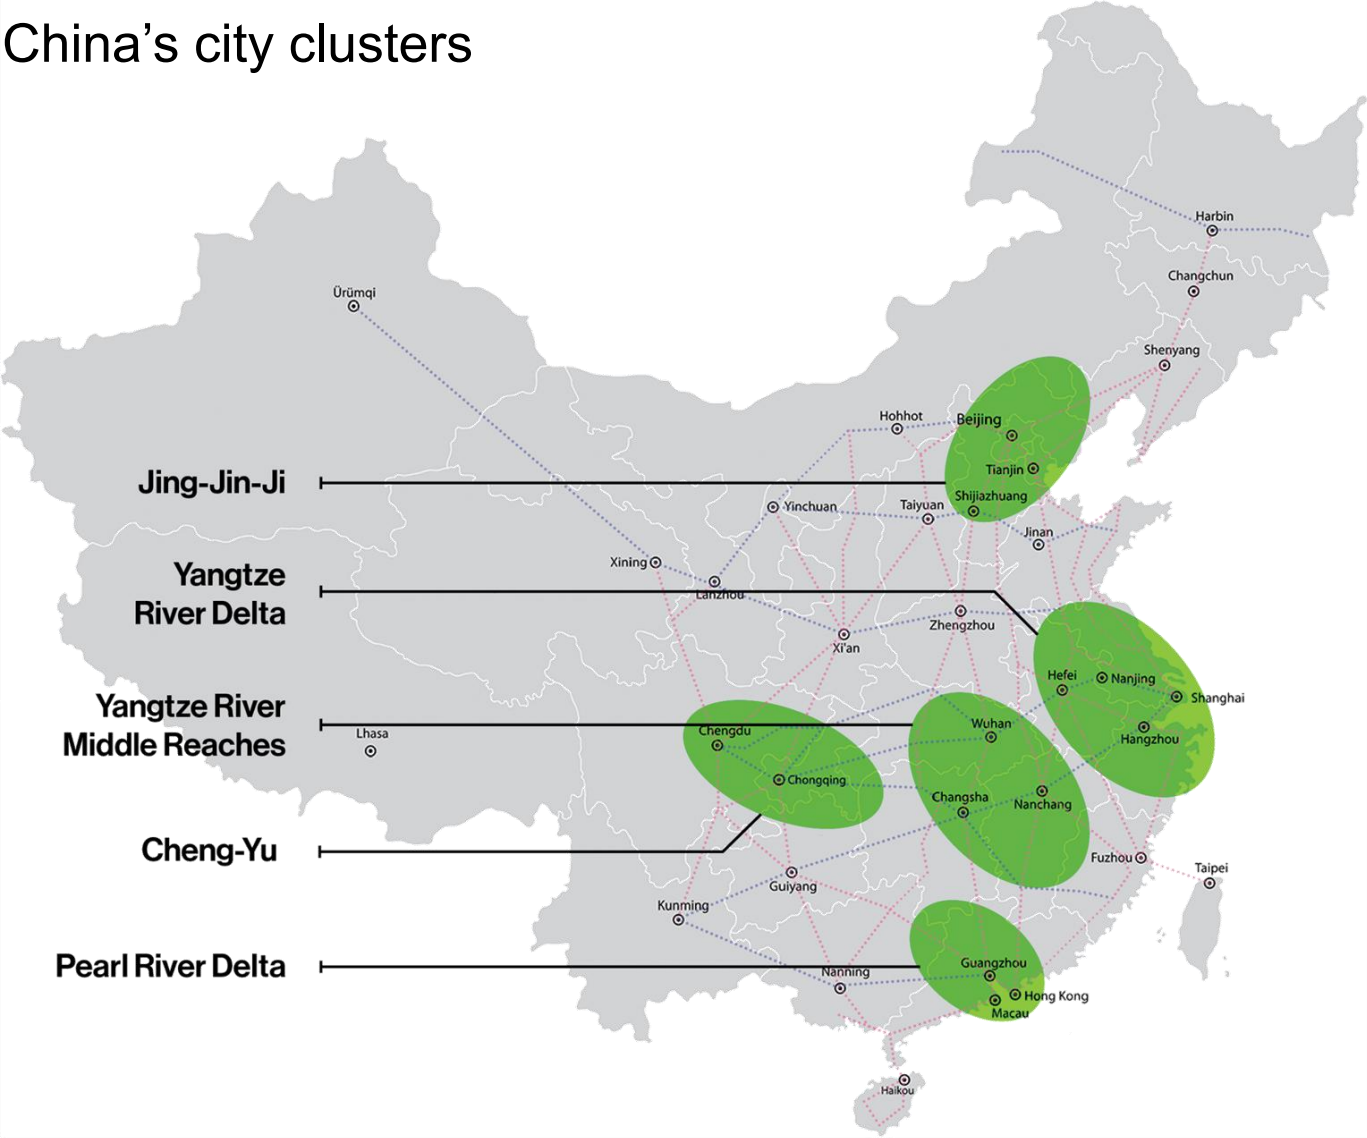 China's city clusters
Harbin
Changchun
Ürümqi
Shenyang
Hohhot
Beijing
Tianjin
Jing-Jin-Ji
Shijiazhuang
Yinchuan
Taiyuan
Jinan
Xining
Yangtze
River Delta
Lanzhou
Zhengzhou
Xi'an
Hefei
Nanjing
Shanghai
Yangtze River
Middle Reaches
Wuhan
Hangzhou
Lhasa
Chengdu
Chongqing
Changsha
Nanchang
Cheng-Yu
Fuzhou
Taipei
Guiyang
Kunming
Pearl River Delta
Guangzhou
Nanning
Hong Kong
Macau
Haikou